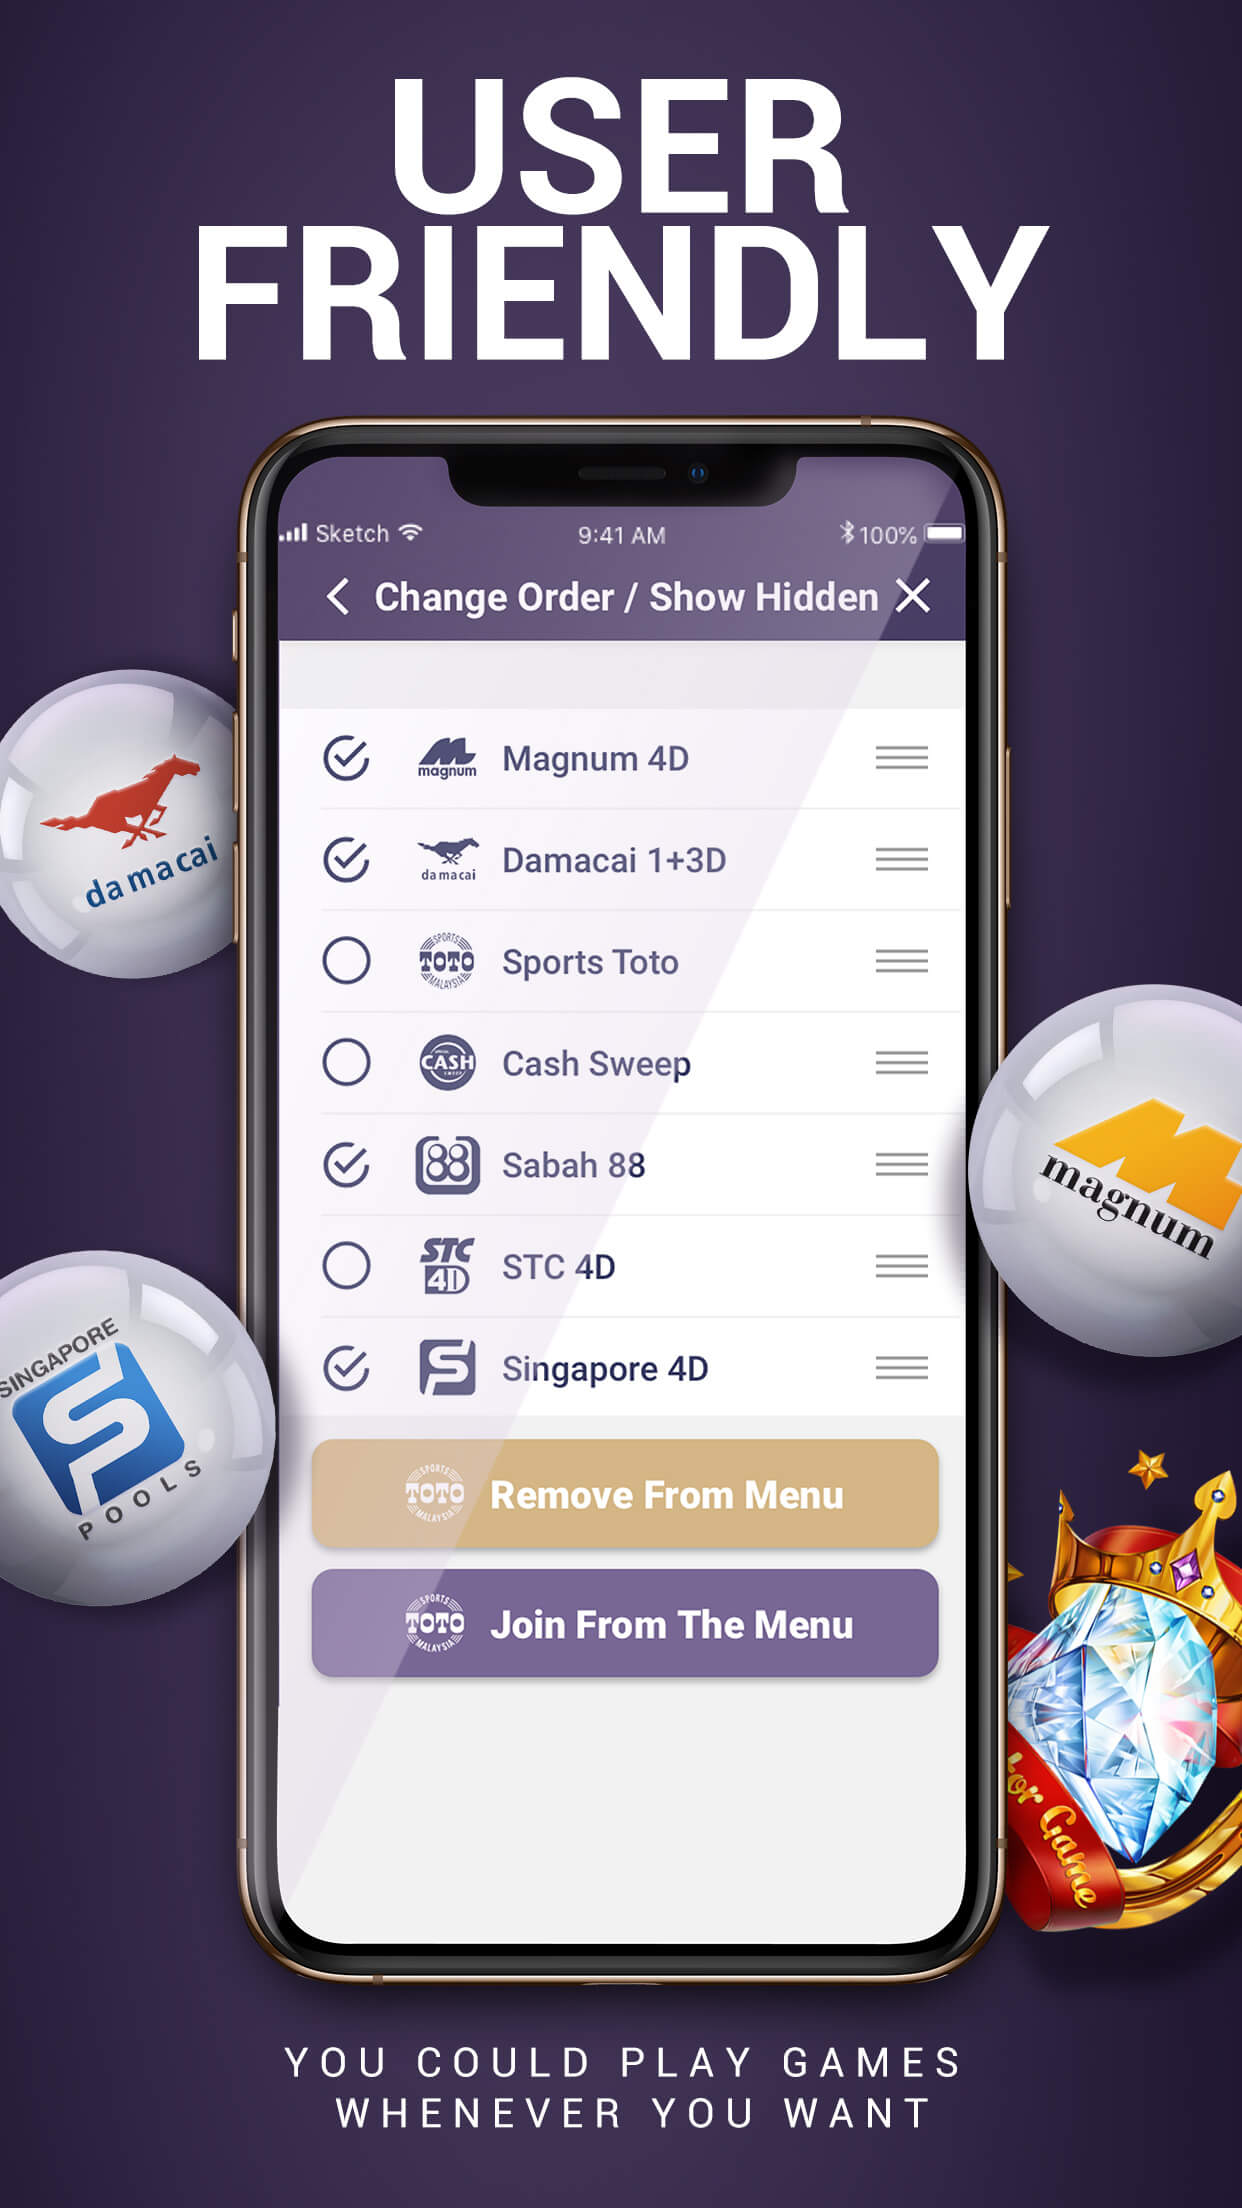 USER
FRIENDLY
Sketch 9:41 AM 100%
Change Order / Show Hidden
magnum Magnum 4D
damacai
damacai Damacai 1+3D
SPORTS TOTO MALAYSIA Sports Toto
CASH SWEEP Cash Sweep
88 Sabah 88
magnum
STC 4D STC 4D
SINGAPORE
POOLS
Singapore 4D
SPORTS TOTO MALAYSIA Remove From Menu
SPORTS TOTO MALAYSIA Join From The Menu
Game
YOU COULD PLAY GAMES
WHENEVER YOU WANT